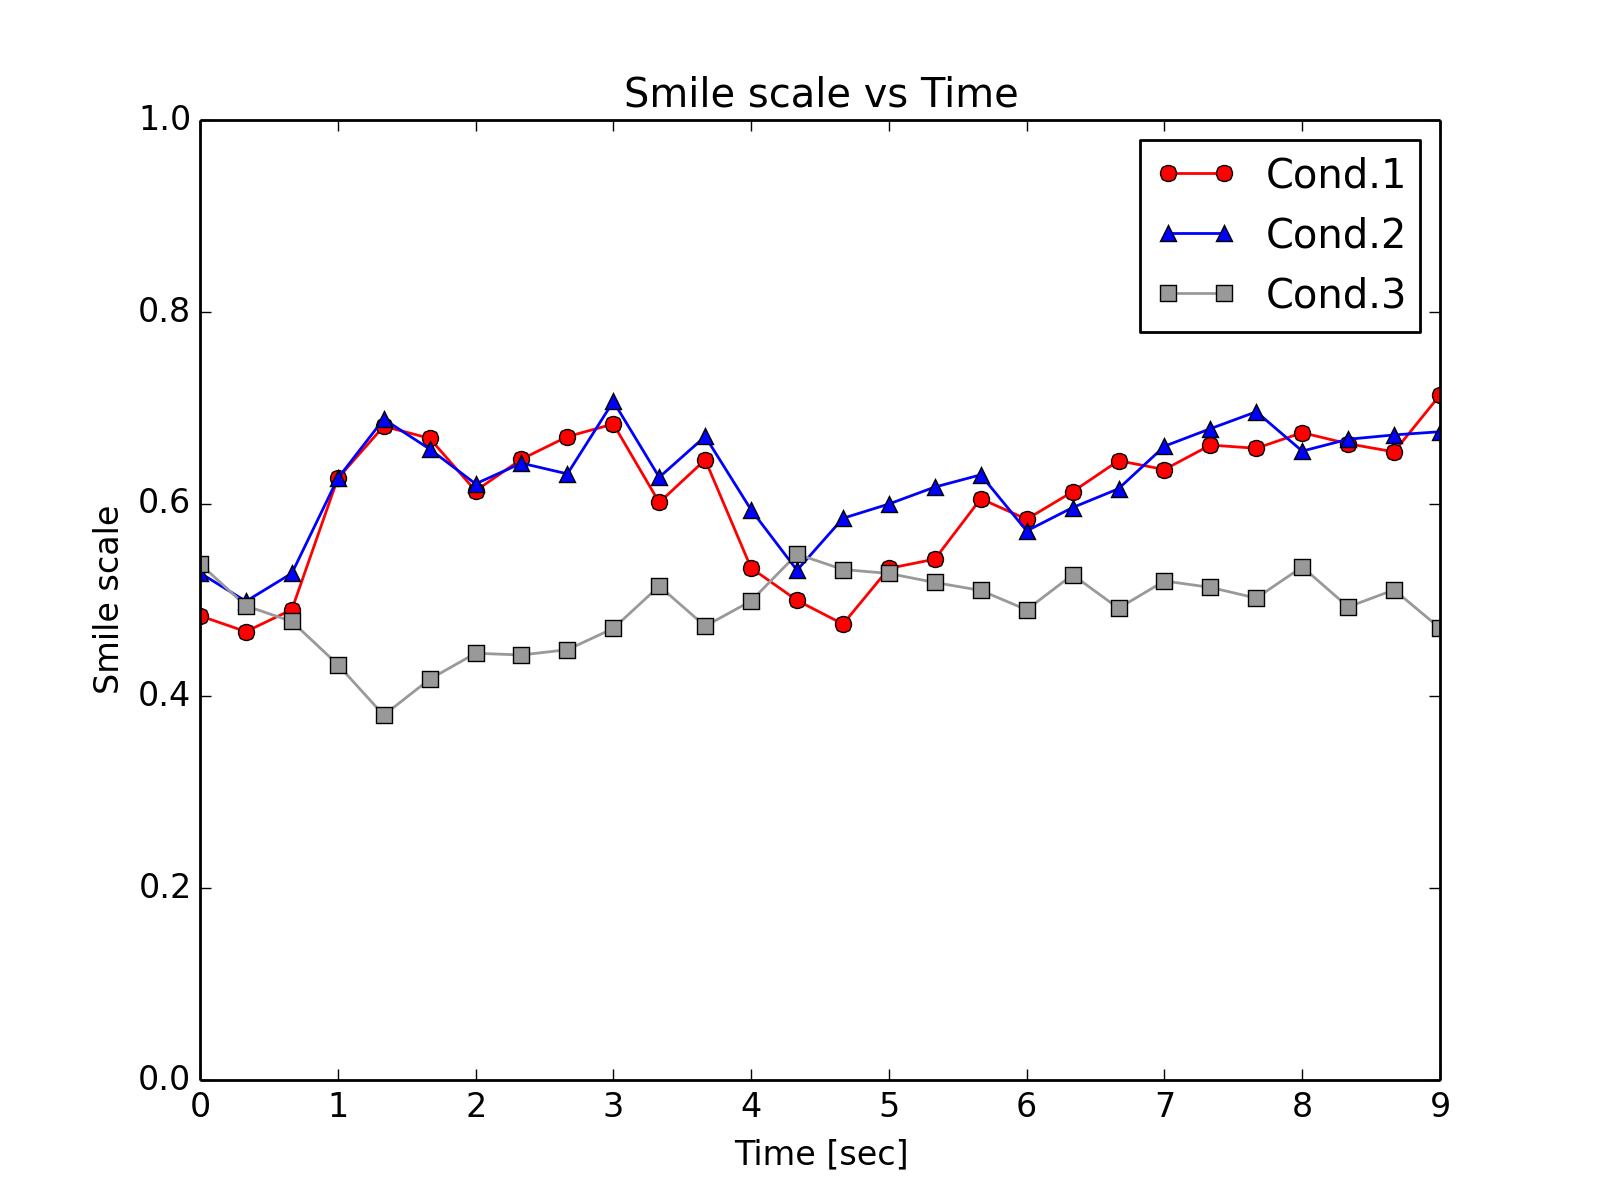 Smile scale vs Time
1.0
0.8
0.6
0.4
0.2
0.0
Smile scale
0 1 2 3 4 5 6 7 8 9
Time [sec]
Cond.1
Cond.2
Cond.3